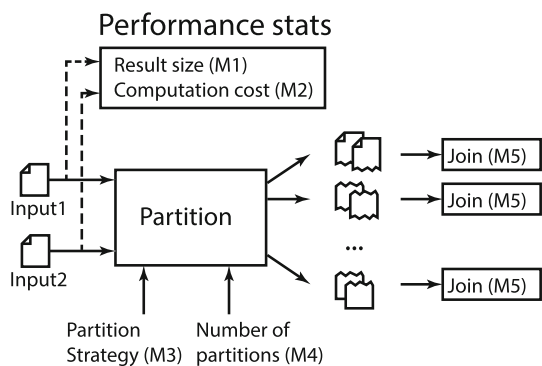 Performance stats
Result size (M1)
Computation cost (M2)
Input1
Input2
Partition
Join (M5)
Join (M5)
...
Join (M5)
Partition
Strategy (M3)
Number of
partitions (M4)